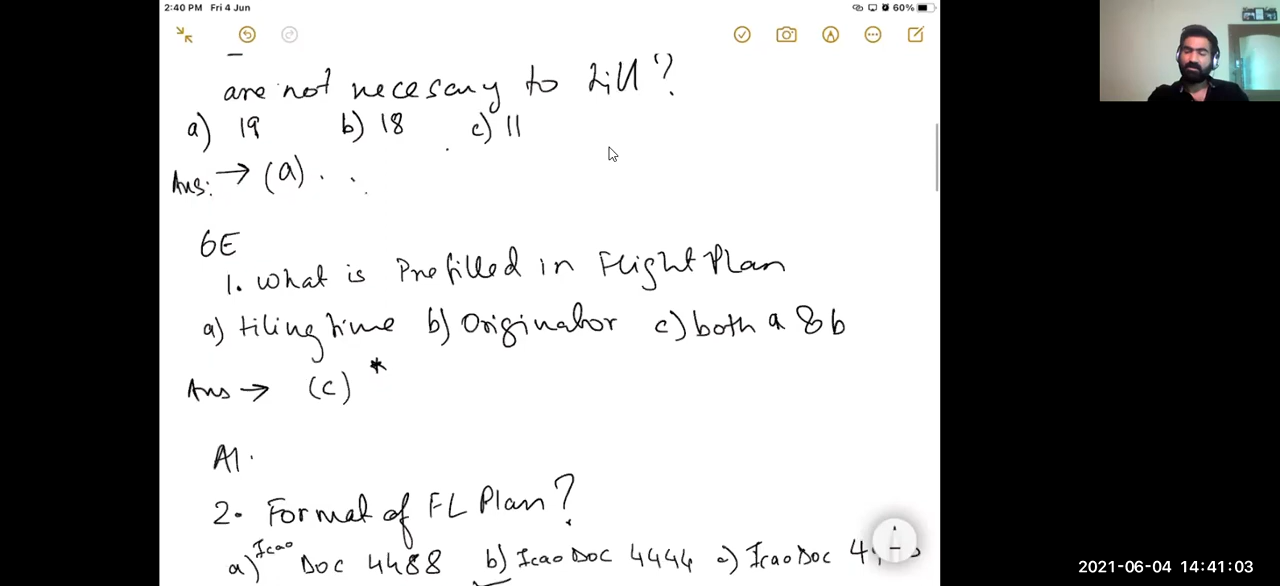 2:40 PM Fri 4 Jun
60%
are not necesary to fill?
a) 19 b) 18 c) 11
Ans: → (a)
6E
1. What is Prefilled in Flight Plan
a) filing time b) Originator c) both a & b
Ans → (c) *
AI.
2. Format of FL Plan?
a) Icao Doc 4488 b) Icao Doc 4444 c) Icao Doc
2021-06-04 14:41:03